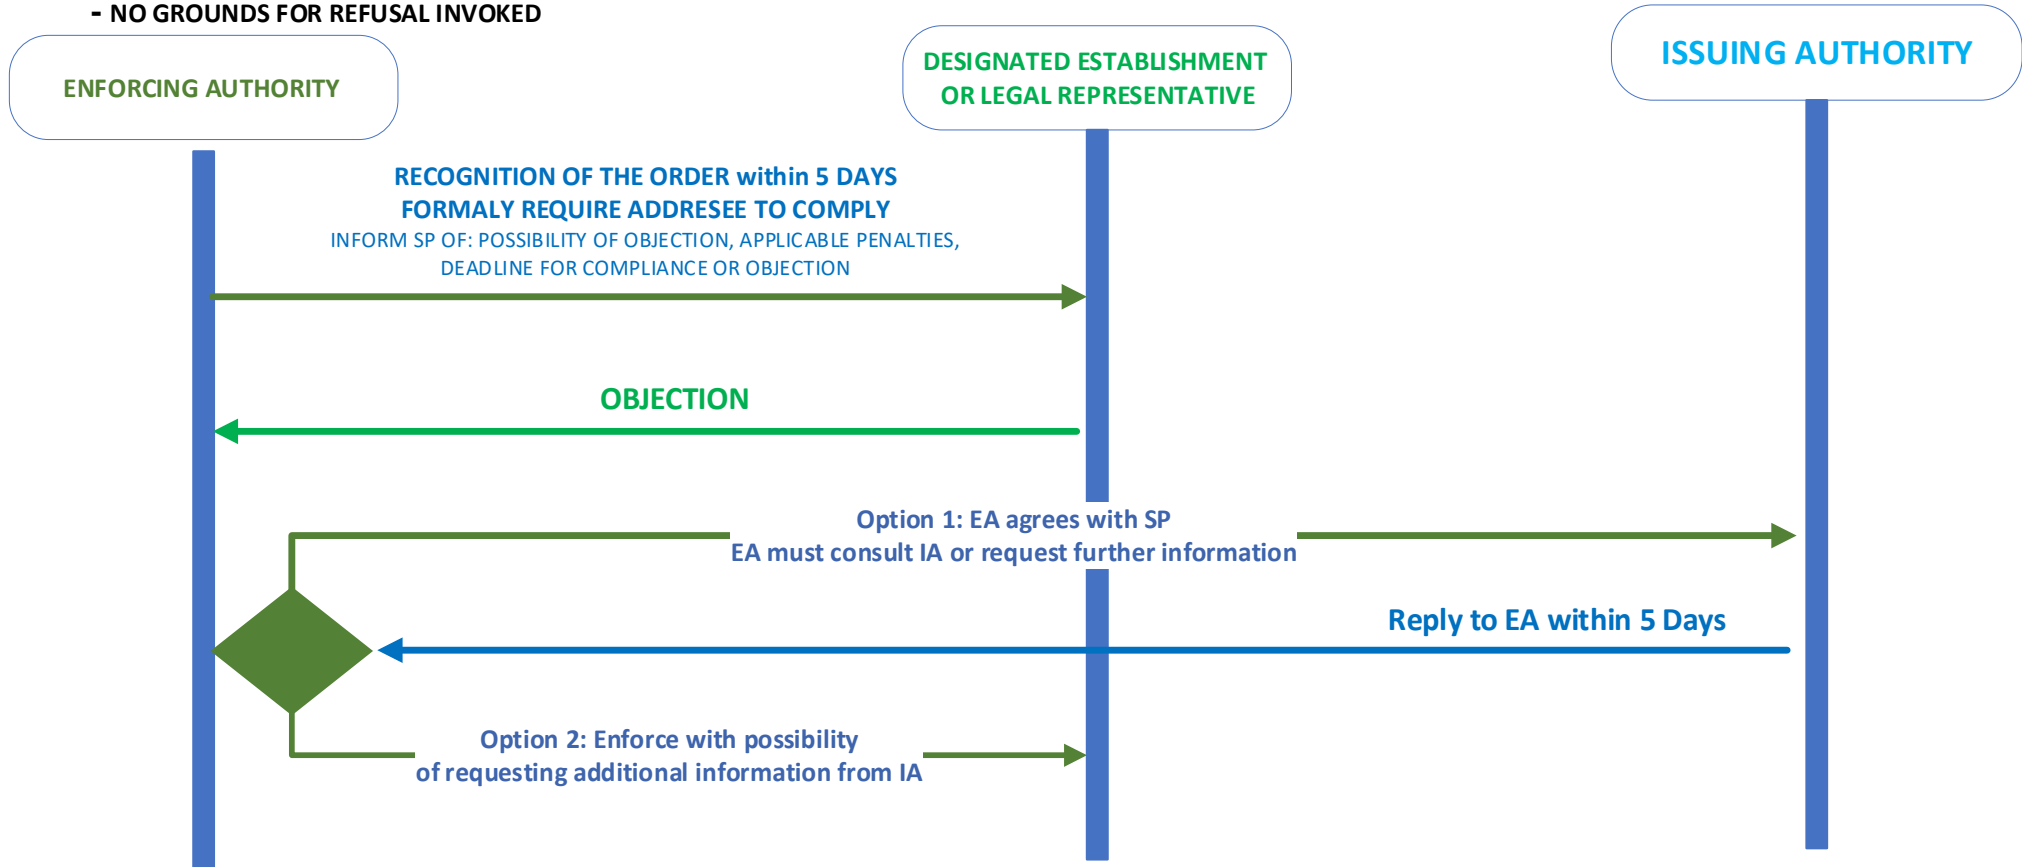 - NO GROUNDS FOR REFUSAL INVOKED
ENFORCING AUTHORITY
DESIGNATED ESTABLISHMENT
OR LEGAL REPRESENTATIVE
ISSUING AUTHORITY
RECOGNITION OF THE ORDER within 5 DAYS
FORMALY REQUIRE ADDRESEE TO COMPLY
INFORM SP OF: POSSIBILITY OF OBJECTION, APPLICABLE PENALTIES,
DEADLINE FOR COMPLIANCE OR OBJECTION
OBJECTION
Option 1: EA agrees with SP
EA must consult IA or request further information
Reply to EA within 5 Days
Option 2: Enforce with possibility
of requesting additional information from IA